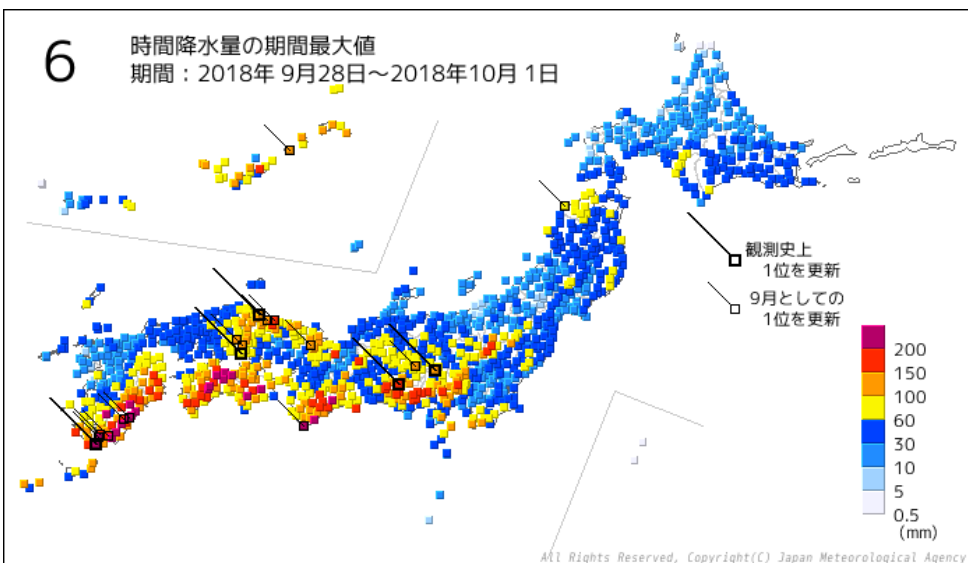 6
時間降水量の期間最大値
期間：2018年 9月28日～2018年10月 1日
観測史上
1位を更新
9月としての
1位を更新
200
150
100
60
30
10
5
0.5
(mm)
All Rights Reserved, Copyright(C) Japan Meteorological Agency